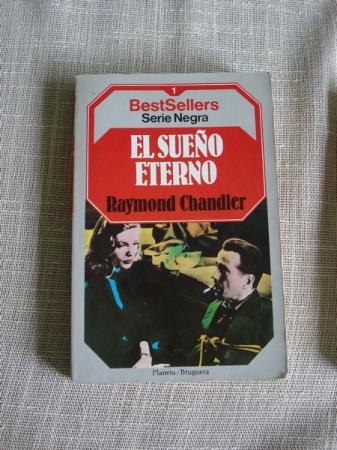 1
BestSellers
Serie Negra
EL SUEÑO
ETERNO
Raymond Chandler
Planeta / Bruguera